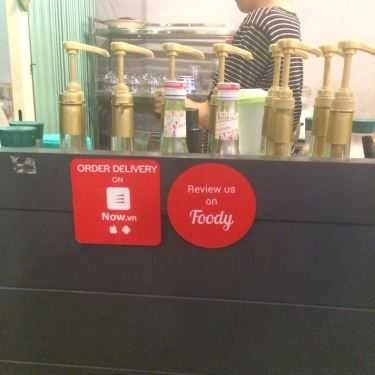 ORDER DELIVERY
ON
Now.vn
Review us
on
Foody